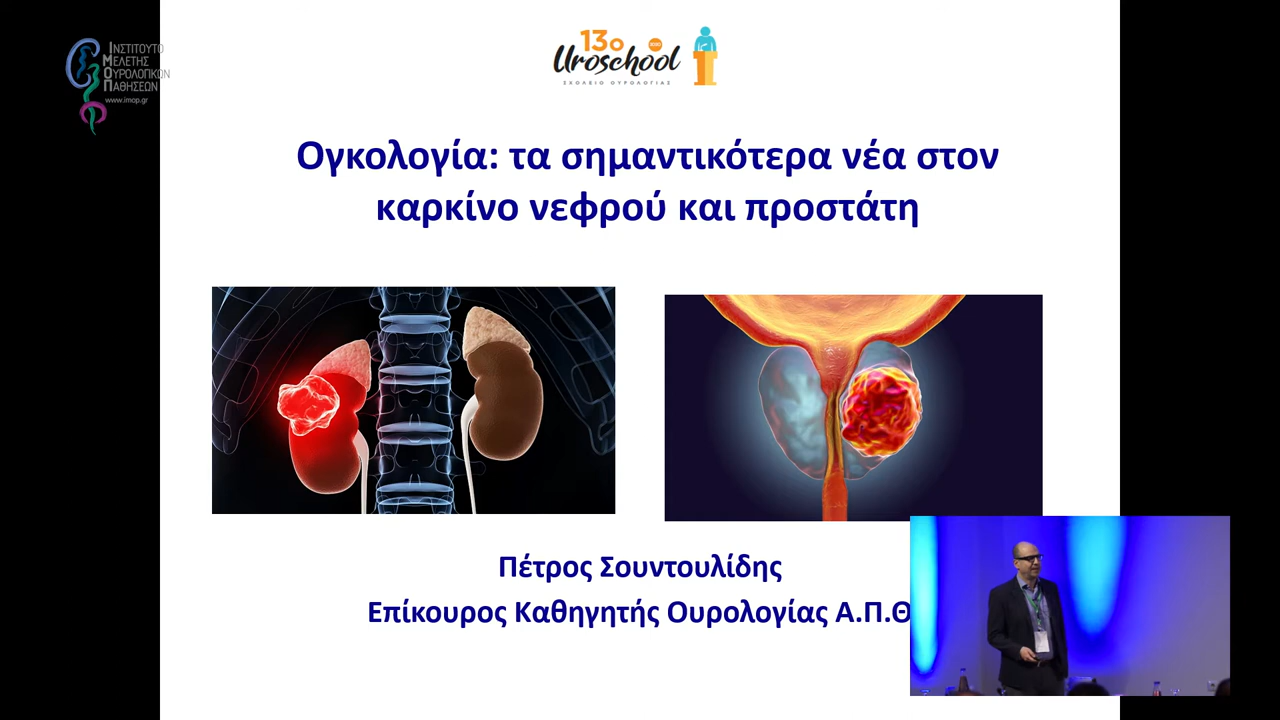 ΙΝΣΤΙΤΟΥΤΟ
ΜΕΛΕΤΗΣ
ΟΥΡΟΛΟΓΙΚΩΝ
ΠΑΘΗΣΕΩΝ
www.imop.gr
13ο
Uroschool
ΣΧΟΛΕΙΟ ΟΥΡΟΛΟΓΙΑΣ
Ογκολογία: τα σημαντικότερα νέα στον
καρκίνο νεφρού και προστάτη
Πέτρος Σουντουλίδης
Επίκουρος Καθηγητής Ουρολογίας Α.Π.Θ